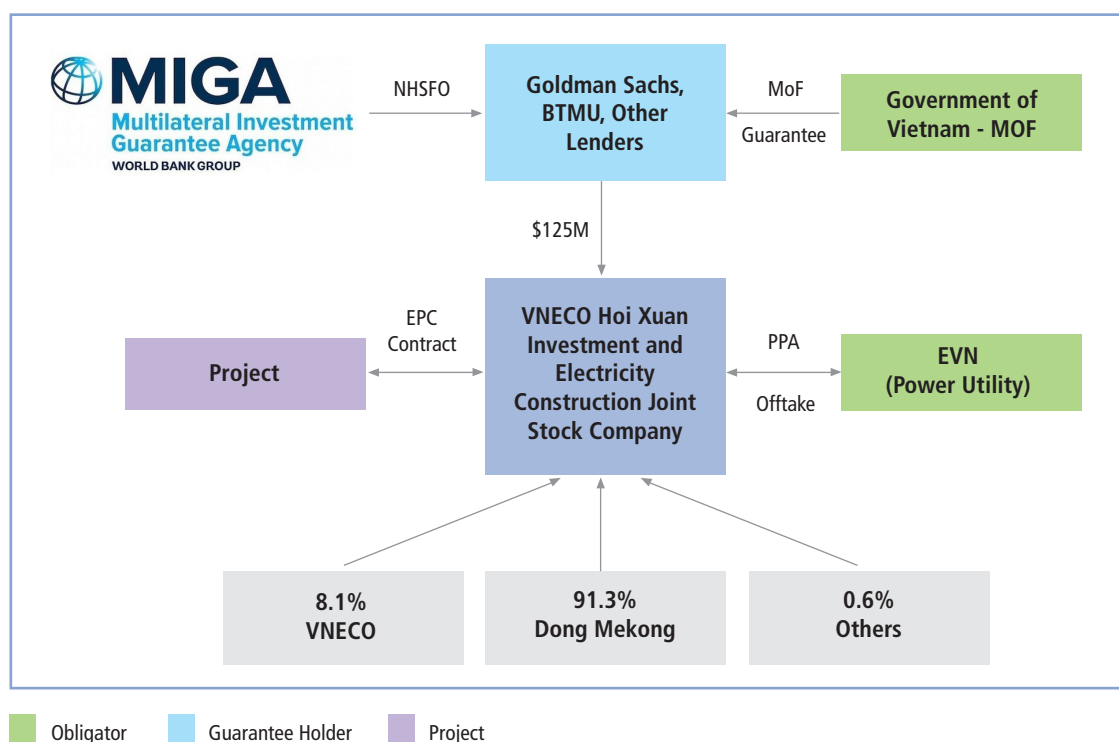 MIGA
Multilateral Investment
Guarantee Agency
WORLD BANK GROUP
NHSFO
Goldman Sachs,
BTMU, Other
Lenders
MoF
Guarantee
Government of
Vietnam - MOF
$125M
Project
EPC
Contract
VNECO Hoi Xuan
Investment and
Electricity
Construction Joint
Stock Company
PPA
Offtake
EVN
(Power Utility)
8.1%
VNECO
91.3%
Dong Mekong
0.6%
Others
Obligator
Guarantee Holder
Project